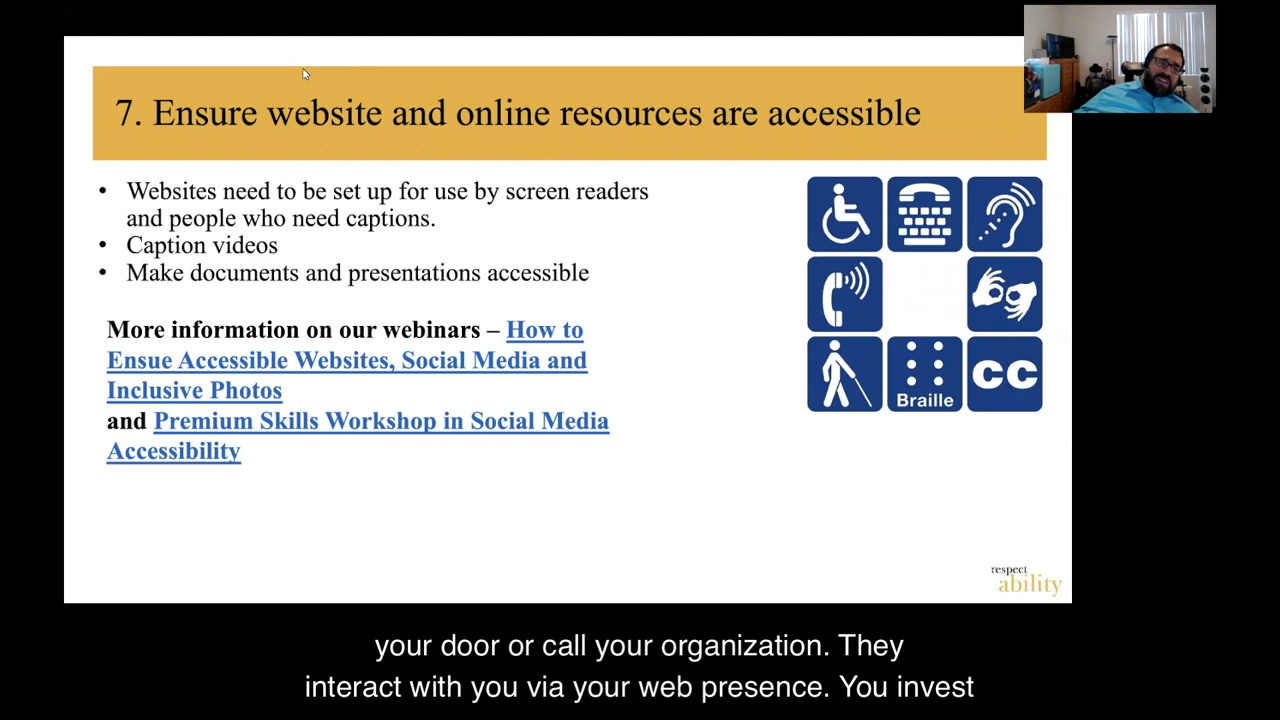 7. Ensure website and online resources are accessible
• Websites need to be set up for use by screen readers
and people who need captions.
• Caption videos
• Make documents and presentations accessible
More information on our webinars – How to
Ensue Accessible Websites, Social Media and
Inclusive Photos
and Premium Skills Workshop in Social Media
Accessibility
Braille
CC
respect
ability
your door or call your organization. They
interact with you via your web presence. You invest